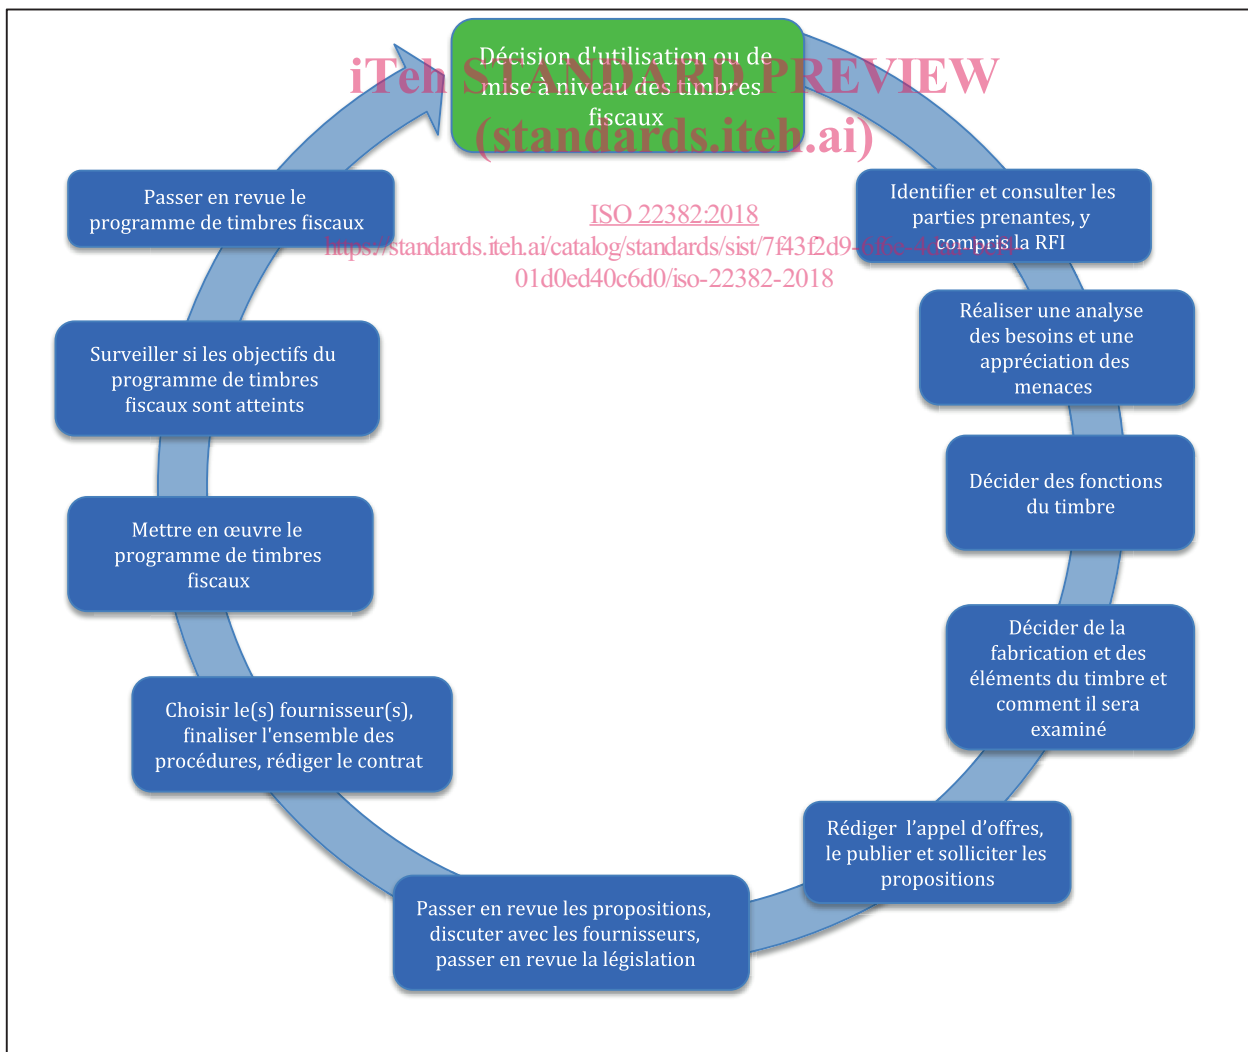 Décision d'utilisation ou de
mise à niveau des timbres
fiscaux
iTeh STANDARD PREVIEW
(standards.iteh.ai)
ISO 22382:2018
https://standards.iteh.ai/catalog/standards/sist/7f43f2d9-
01d0ed40c6d0/iso-22382-2018
Identifier et consulter les
parties prenantes, y
compris la RFI
Réaliser une analyse
des besoins et une
appréciation des
menaces
Décider des fonctions
du timbre
Décider de la
fabrication et des
éléments du timbre et
comment il sera
examiné
Rédiger l’appel d’offres,
le publier et solliciter les
propositions
Passer en revue les propositions,
discuter avec les fournisseurs,
passer en revue la législation
Choisir le(s) fournisseur(s),
finaliser l'ensemble des
procédures, rédiger le contrat
Mettre en œuvre le
programme de timbres
fiscaux
Surveiller si les objectifs du
programme de timbres
fiscaux sont atteints
Passer en revue le
programme de timbres fiscaux